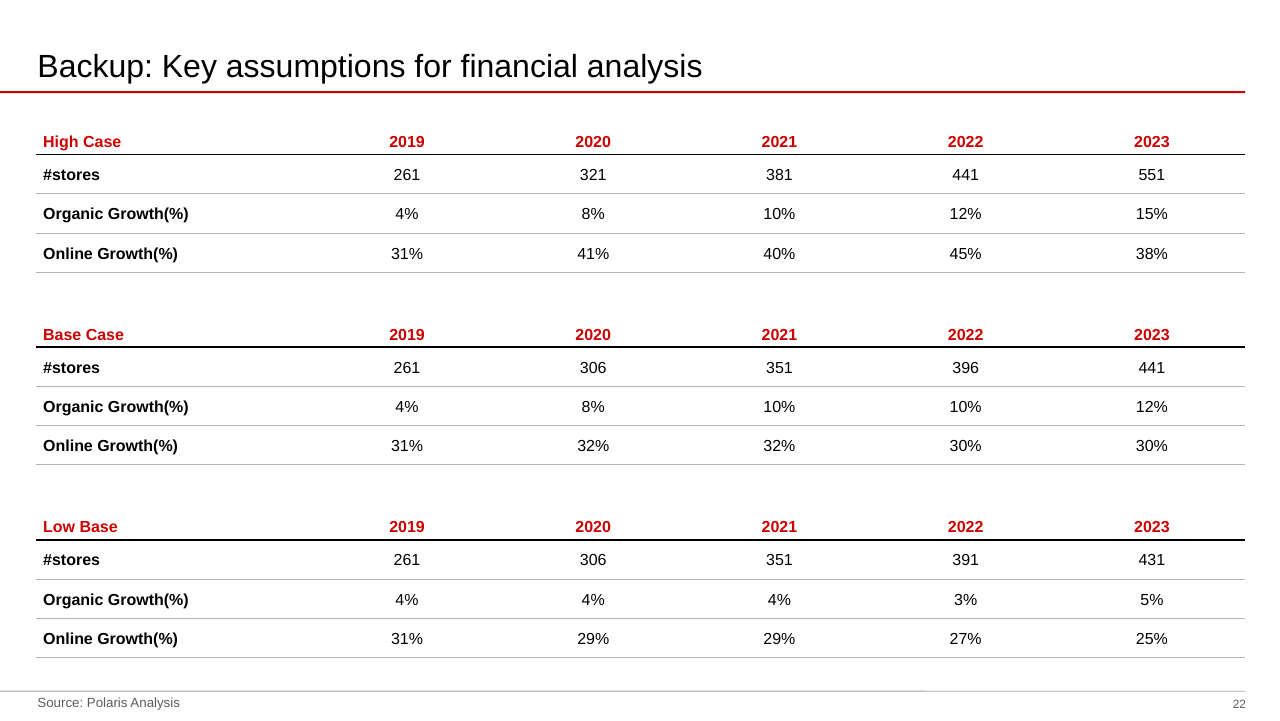 Backup: Key assumptions for financial analysis
High Case 2019 2020 2021 2022 2023
#stores 261 321 381 441 551
Organic Growth(%) 4% 8% 10% 12% 15%
Online Growth(%) 31% 41% 40% 45% 38%
Base Case 2019 2020 2021 2022 2023
#stores 261 306 351 396 441
Organic Growth(%) 4% 8% 10% 10% 12%
Online Growth(%) 31% 32% 32% 30% 30%
Low Base 2019 2020 2021 2022 2023
#stores 261 306 351 391 431
Organic Growth(%) 4% 4% 4% 3% 5%
Online Growth(%) 31% 29% 29% 27% 25%
Source: Polaris Analysis 22